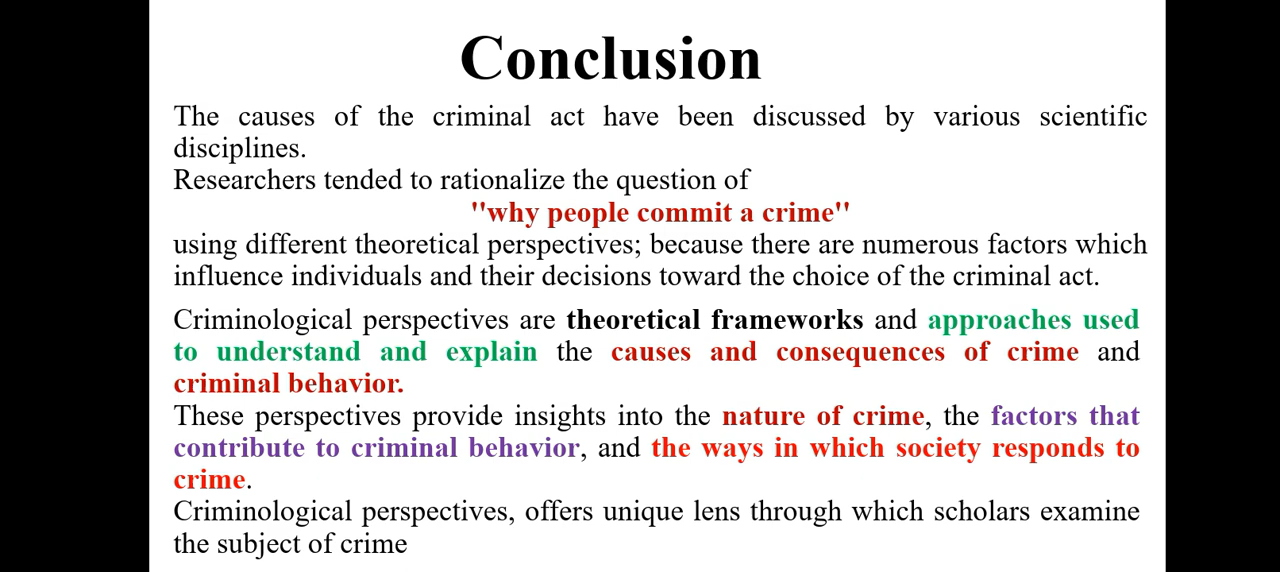 Conclusion
The causes of the criminal act have been discussed by various scientific
disciplines.
Researchers tended to rationalize the question of
"why people commit a crime"
using different theoretical perspectives; because there are numerous factors which
influence individuals and their decisions toward the choice of the criminal act.
Criminological perspectives are theoretical frameworks and approaches used
to understand and explain the causes and consequences of crime and
criminal behavior.
These perspectives provide insights into the nature of crime, the factors that
contribute to criminal behavior, and the ways in which society responds to
crime.
Criminological perspectives, offers unique lens through which scholars examine
the subject of crime